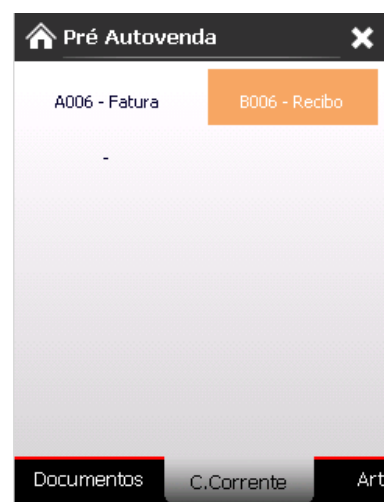 Pré Autovenda
A006 - Fatura
B006 - Recibo
-
Documentos
C.Corrente
Art